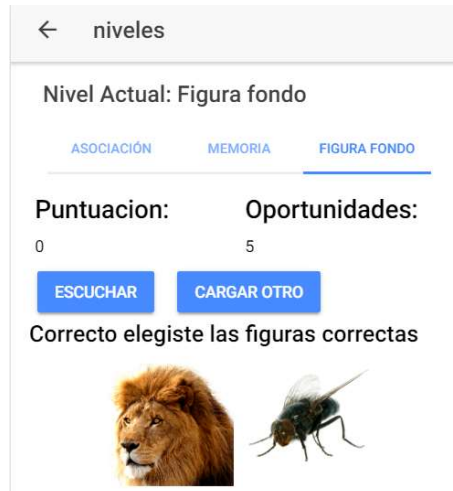 niveles
Nivel Actual: Figura fondo
ASOCIACIÓN MEMORIA FIGURA FONDO
Puntuacion: Oportunidades:
0 5
ESCUCHAR CARGAR OTRO
Correcto elegiste las figuras correctas